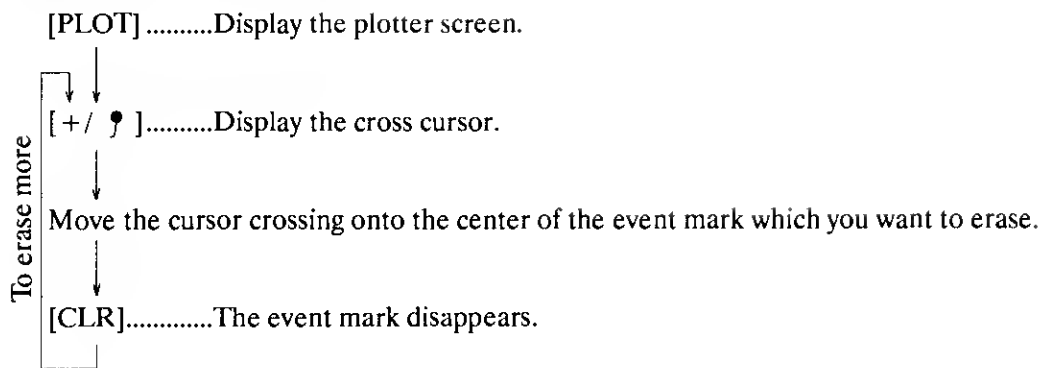 [PLOT] ..........Display the plotter screen.
[+/ ]..........Display the cross cursor.
Move the cursor crossing onto the center of the event mark which you want to erase.
[CLR].............The event mark disappears.
To erase more